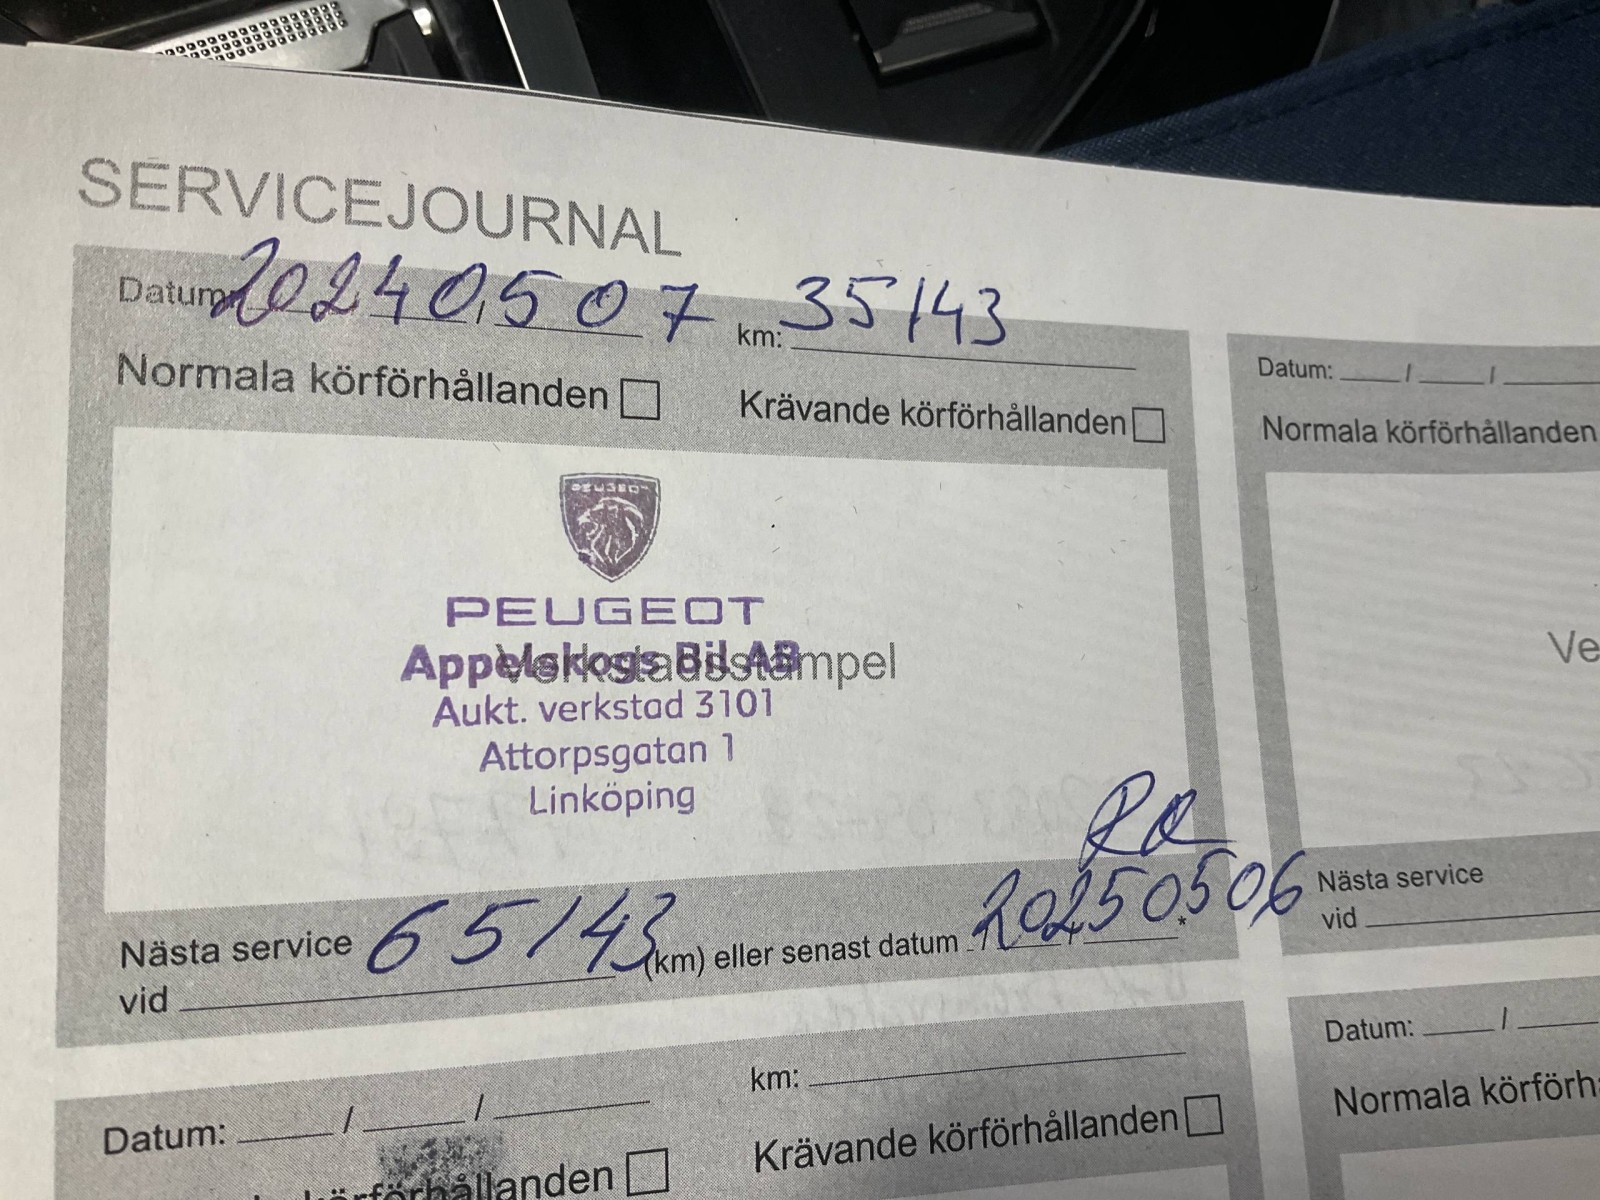 SERVICEJOURNAL
Datum: 20240507 km: 35143
Normala körförhållanden Krävande körförhållanden
PEUGEOT
PEUGEOT
Appelskogs Bil AB
Verkstadsstämpel
Aukt. verkstad 3101
Attorpsgatan 1
Linköping
RR
Nästa service 65143 (km) eller senast datum 20250506 *
vid
Datum: / / km:
körförhållanden Krävande körförhållanden
Datum: / /
Normala körförhållanden
Nästa service
vid
Datum: /
Normala